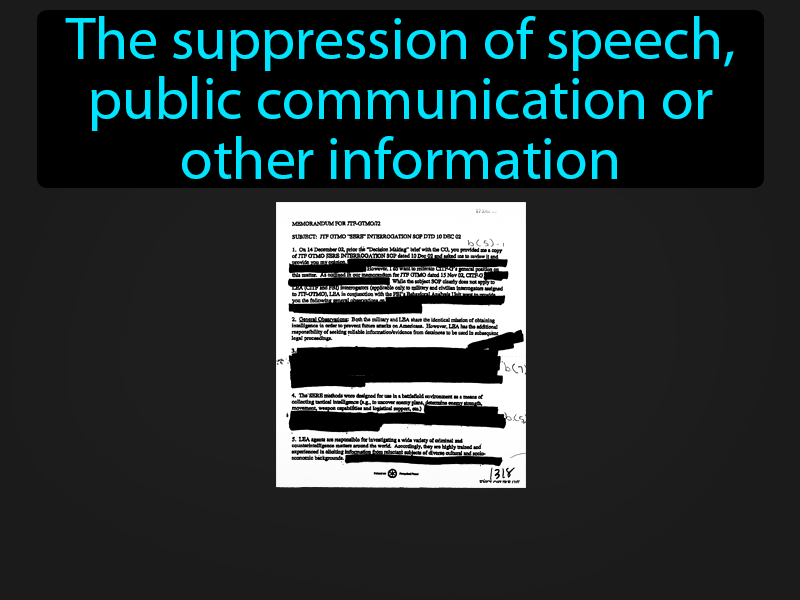 The suppression of speech,
public communication or
other information
MEMORANDUM FOR JTF-GTMO/J2
SUBJECT: JTF GTMO "SERE" INTERROGATION SOP DTD 10 DEC 02
b(5)-1
1. On 14 December 02, prior the "Decision Making" brief with the CG, you provided me a copy
of JTF GTMO SERE INTERROGATION SOP dated 10 Dec 02 and asked me to review it and
provide you my opinion.
However, I do want to reiterate CITF-G's general position on
this matter. As outlined in our memorandum for JTF GTMO dated 15 Nov 02, CITF-G
While the SOP clearly does not apply to
LEA (CITF and FBI) interrogators (applicable only to military and civilian interrogators assigned
to JTF-GTMO), LEA in conjunction with the FBI's Behavioral Analysis Unit want to provide
you the following general observations
2. General Observations: Both the military and LEA share the identical mission of obtaining
intelligence in order to prevent future attacks on Americans. However, LEA has the additional
responsibility of seeking reliable information/evidence from detainees to be used in subsequent
legal proceedings.
3.
4. The SERE methods were designed for use in a battlefield environment as a means of
collecting tactical intelligence (e.g., to uncover enemy plans, determine enemy strength,
movement, weapon capabilities and logistical support, etc.)
b(5)
5. LEA agents are responsible for investigating a wide variety of criminal and
counterintelligence matters around the world. Accordingly, they are highly trained and
experienced in eliciting information from reluctant subjects of diverse cultural and socio-
economic backgrounds.
Printed on Recycled Paper
1318